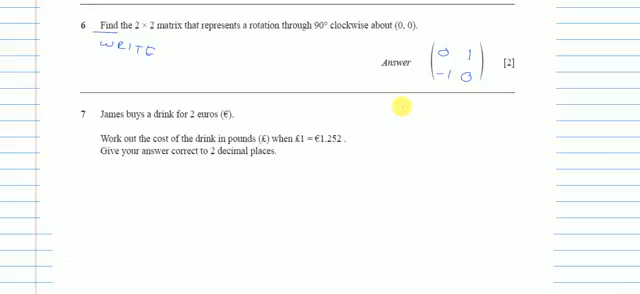 6 Find the 2 × 2 matrix that represents a rotation through 90° clockwise about (0, 0).
WRITE
Answer ( 0 1 ) [2]
( -1 0 )
7 James buys a drink for 2 euros (€).
Work out the cost of the drink in pounds (£) when £1 = €1.252 .
Give your answer correct to 2 decimal places.